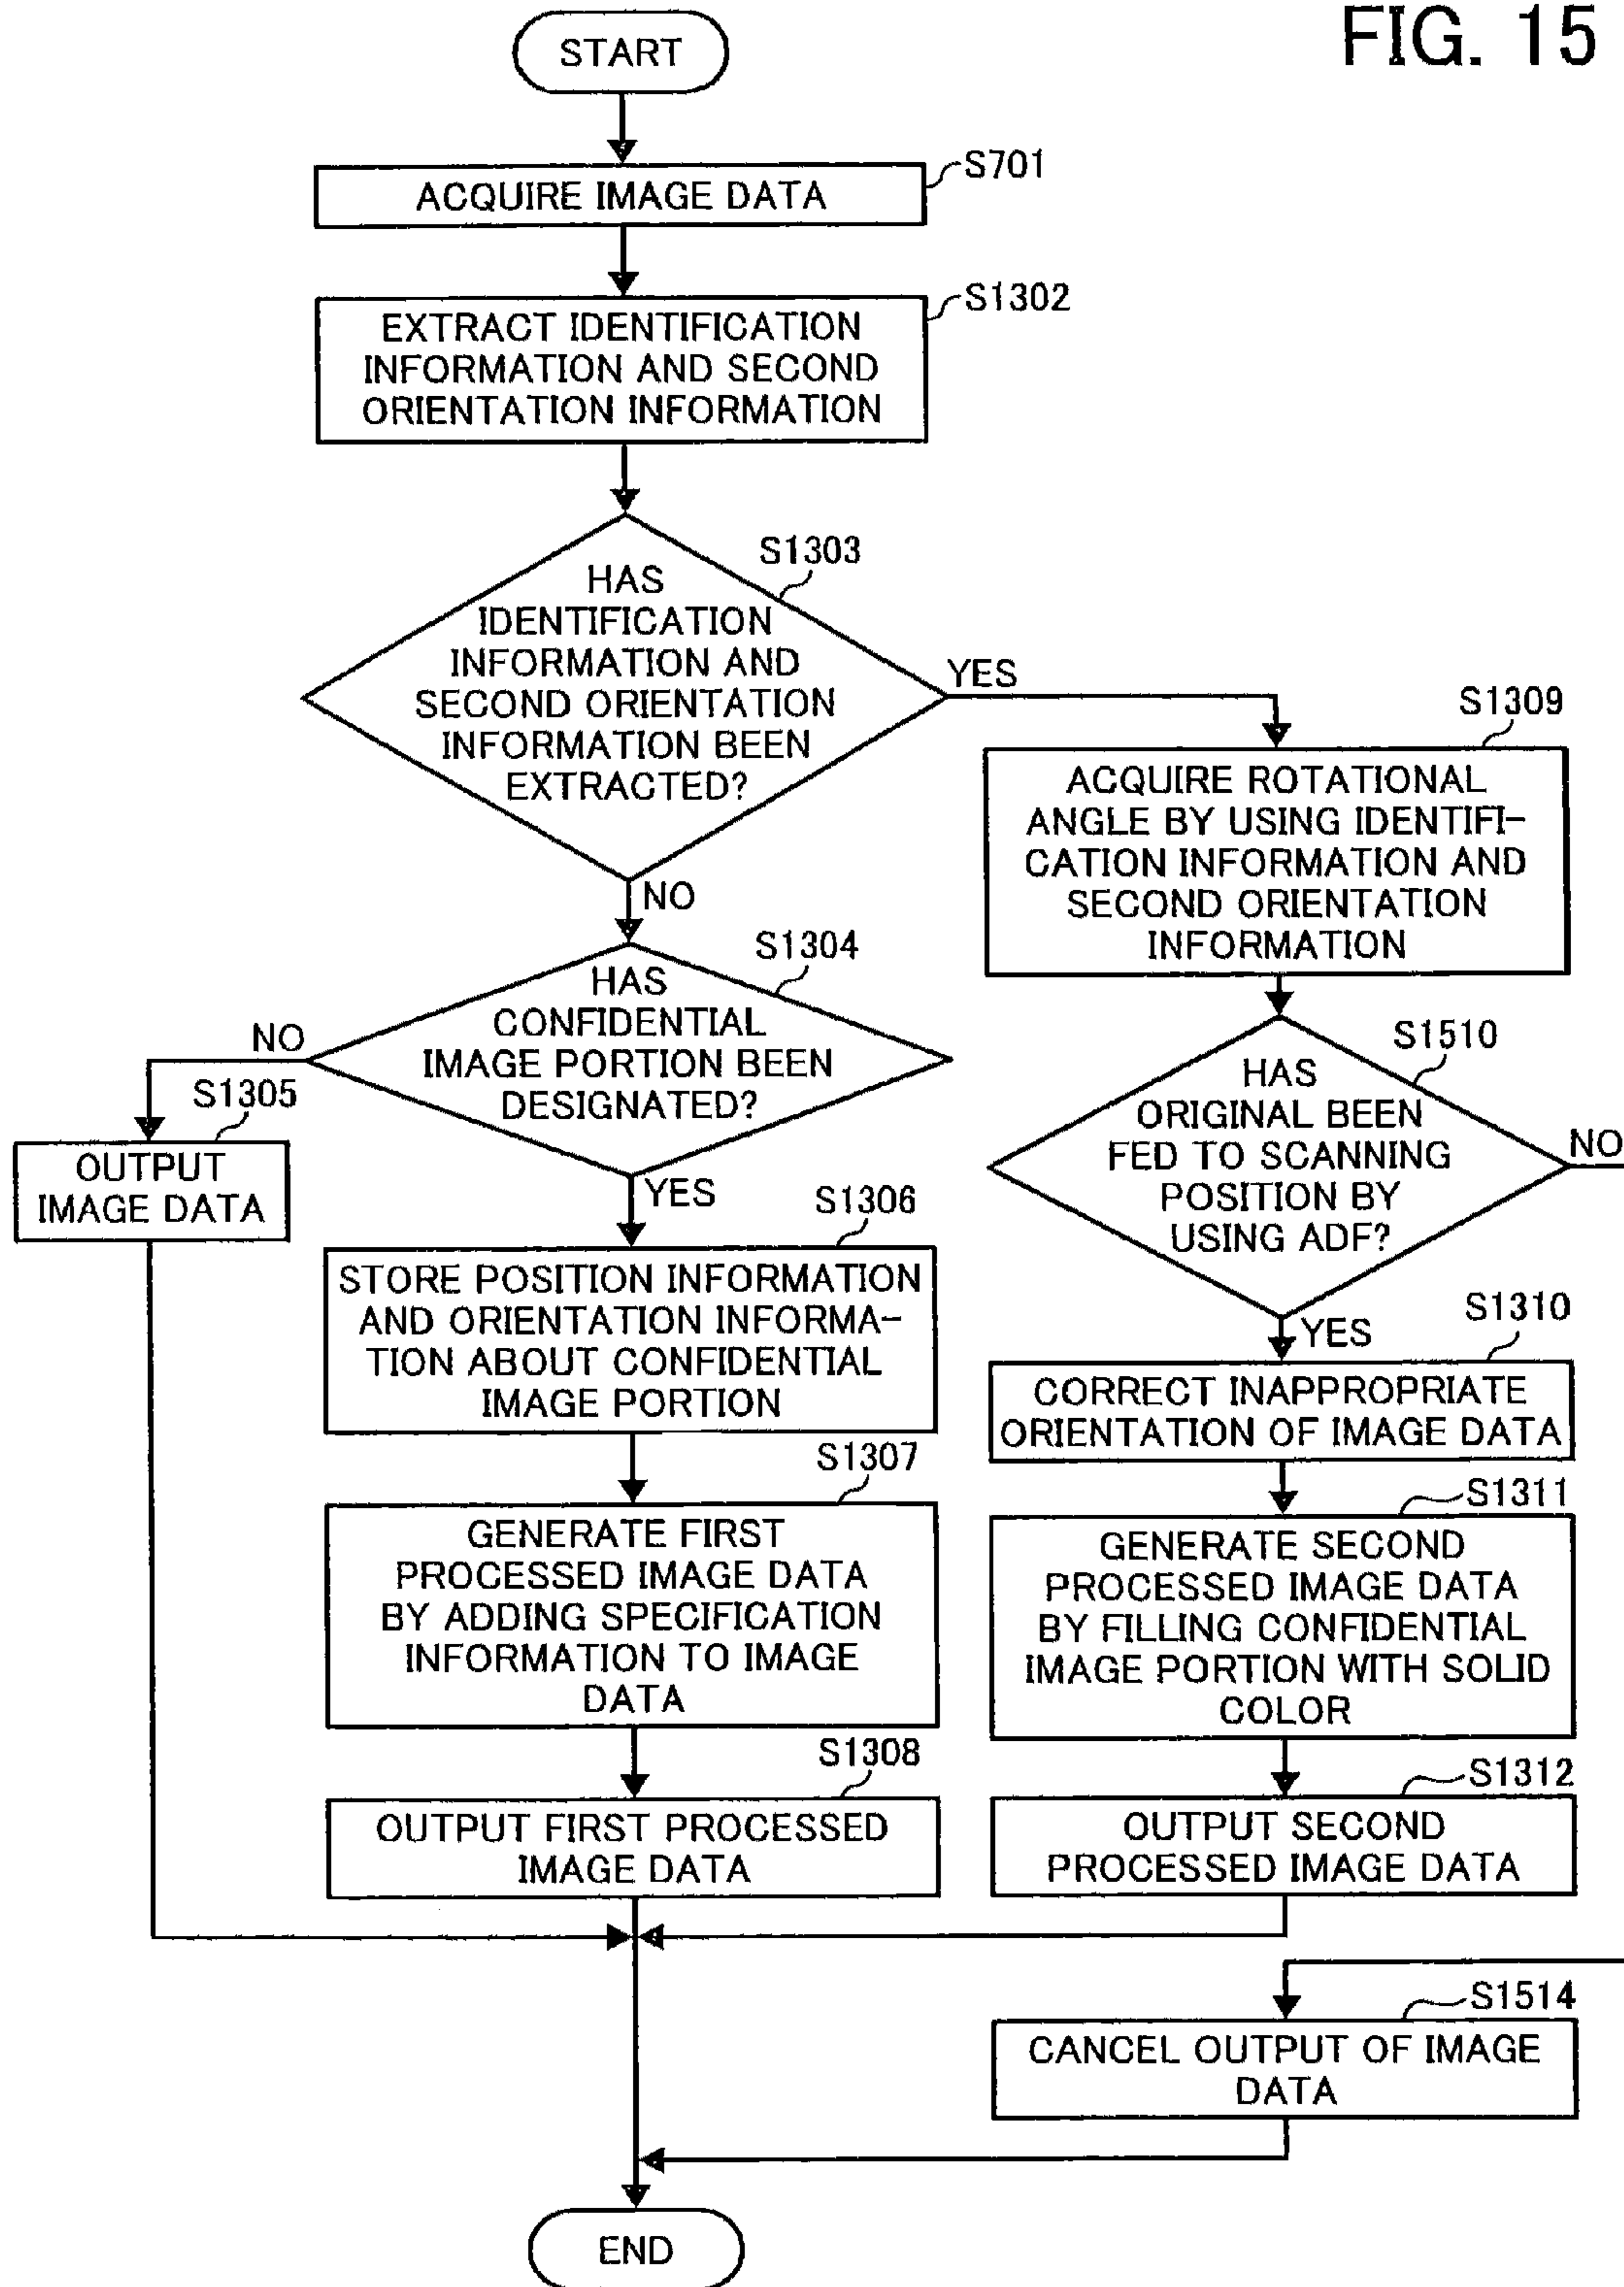 FIG. 15
START
S701
ACQUIRE IMAGE DATA
S1302
EXTRACT IDENTIFICATION
INFORMATION AND SECOND
ORIENTATION INFORMATION
S1303
HAS
IDENTIFICATION
INFORMATION AND
SECOND ORIENTATION
INFORMATION BEEN
EXTRACTED?
YES
NO
S1304
HAS
CONFIDENTIAL
IMAGE PORTION BEEN
DESIGNATED?
NO
YES
S1305
OUTPUT
IMAGE DATA
S1306
STORE POSITION INFORMATION
AND ORIENTATION INFORMA-
TION ABOUT CONFIDENTIAL
IMAGE PORTION
S1307
GENERATE FIRST
PROCESSED IMAGE DATA
BY ADDING SPECIFICATION
INFORMATION TO IMAGE
DATA
S1308
OUTPUT FIRST PROCESSED
IMAGE DATA
S1309
ACQUIRE ROTATIONAL
ANGLE BY USING IDENTIFI-
CATION INFORMATION AND
SECOND ORIENTATION
INFORMATION
S1510
HAS
ORIGINAL BEEN
FED TO SCANNING
POSITION BY
USING ADF?
NO
YES
S1310
CORRECT INAPPROPRIATE
ORIENTATION OF IMAGE DATA
S1311
GENERATE SECOND
PROCESSED IMAGE DATA
BY FILLING CONFIDENTIAL
IMAGE PORTION WITH SOLID
COLOR
S1312
OUTPUT SECOND
PROCESSED IMAGE DATA
S1514
CANCEL OUTPUT OF IMAGE
DATA
END